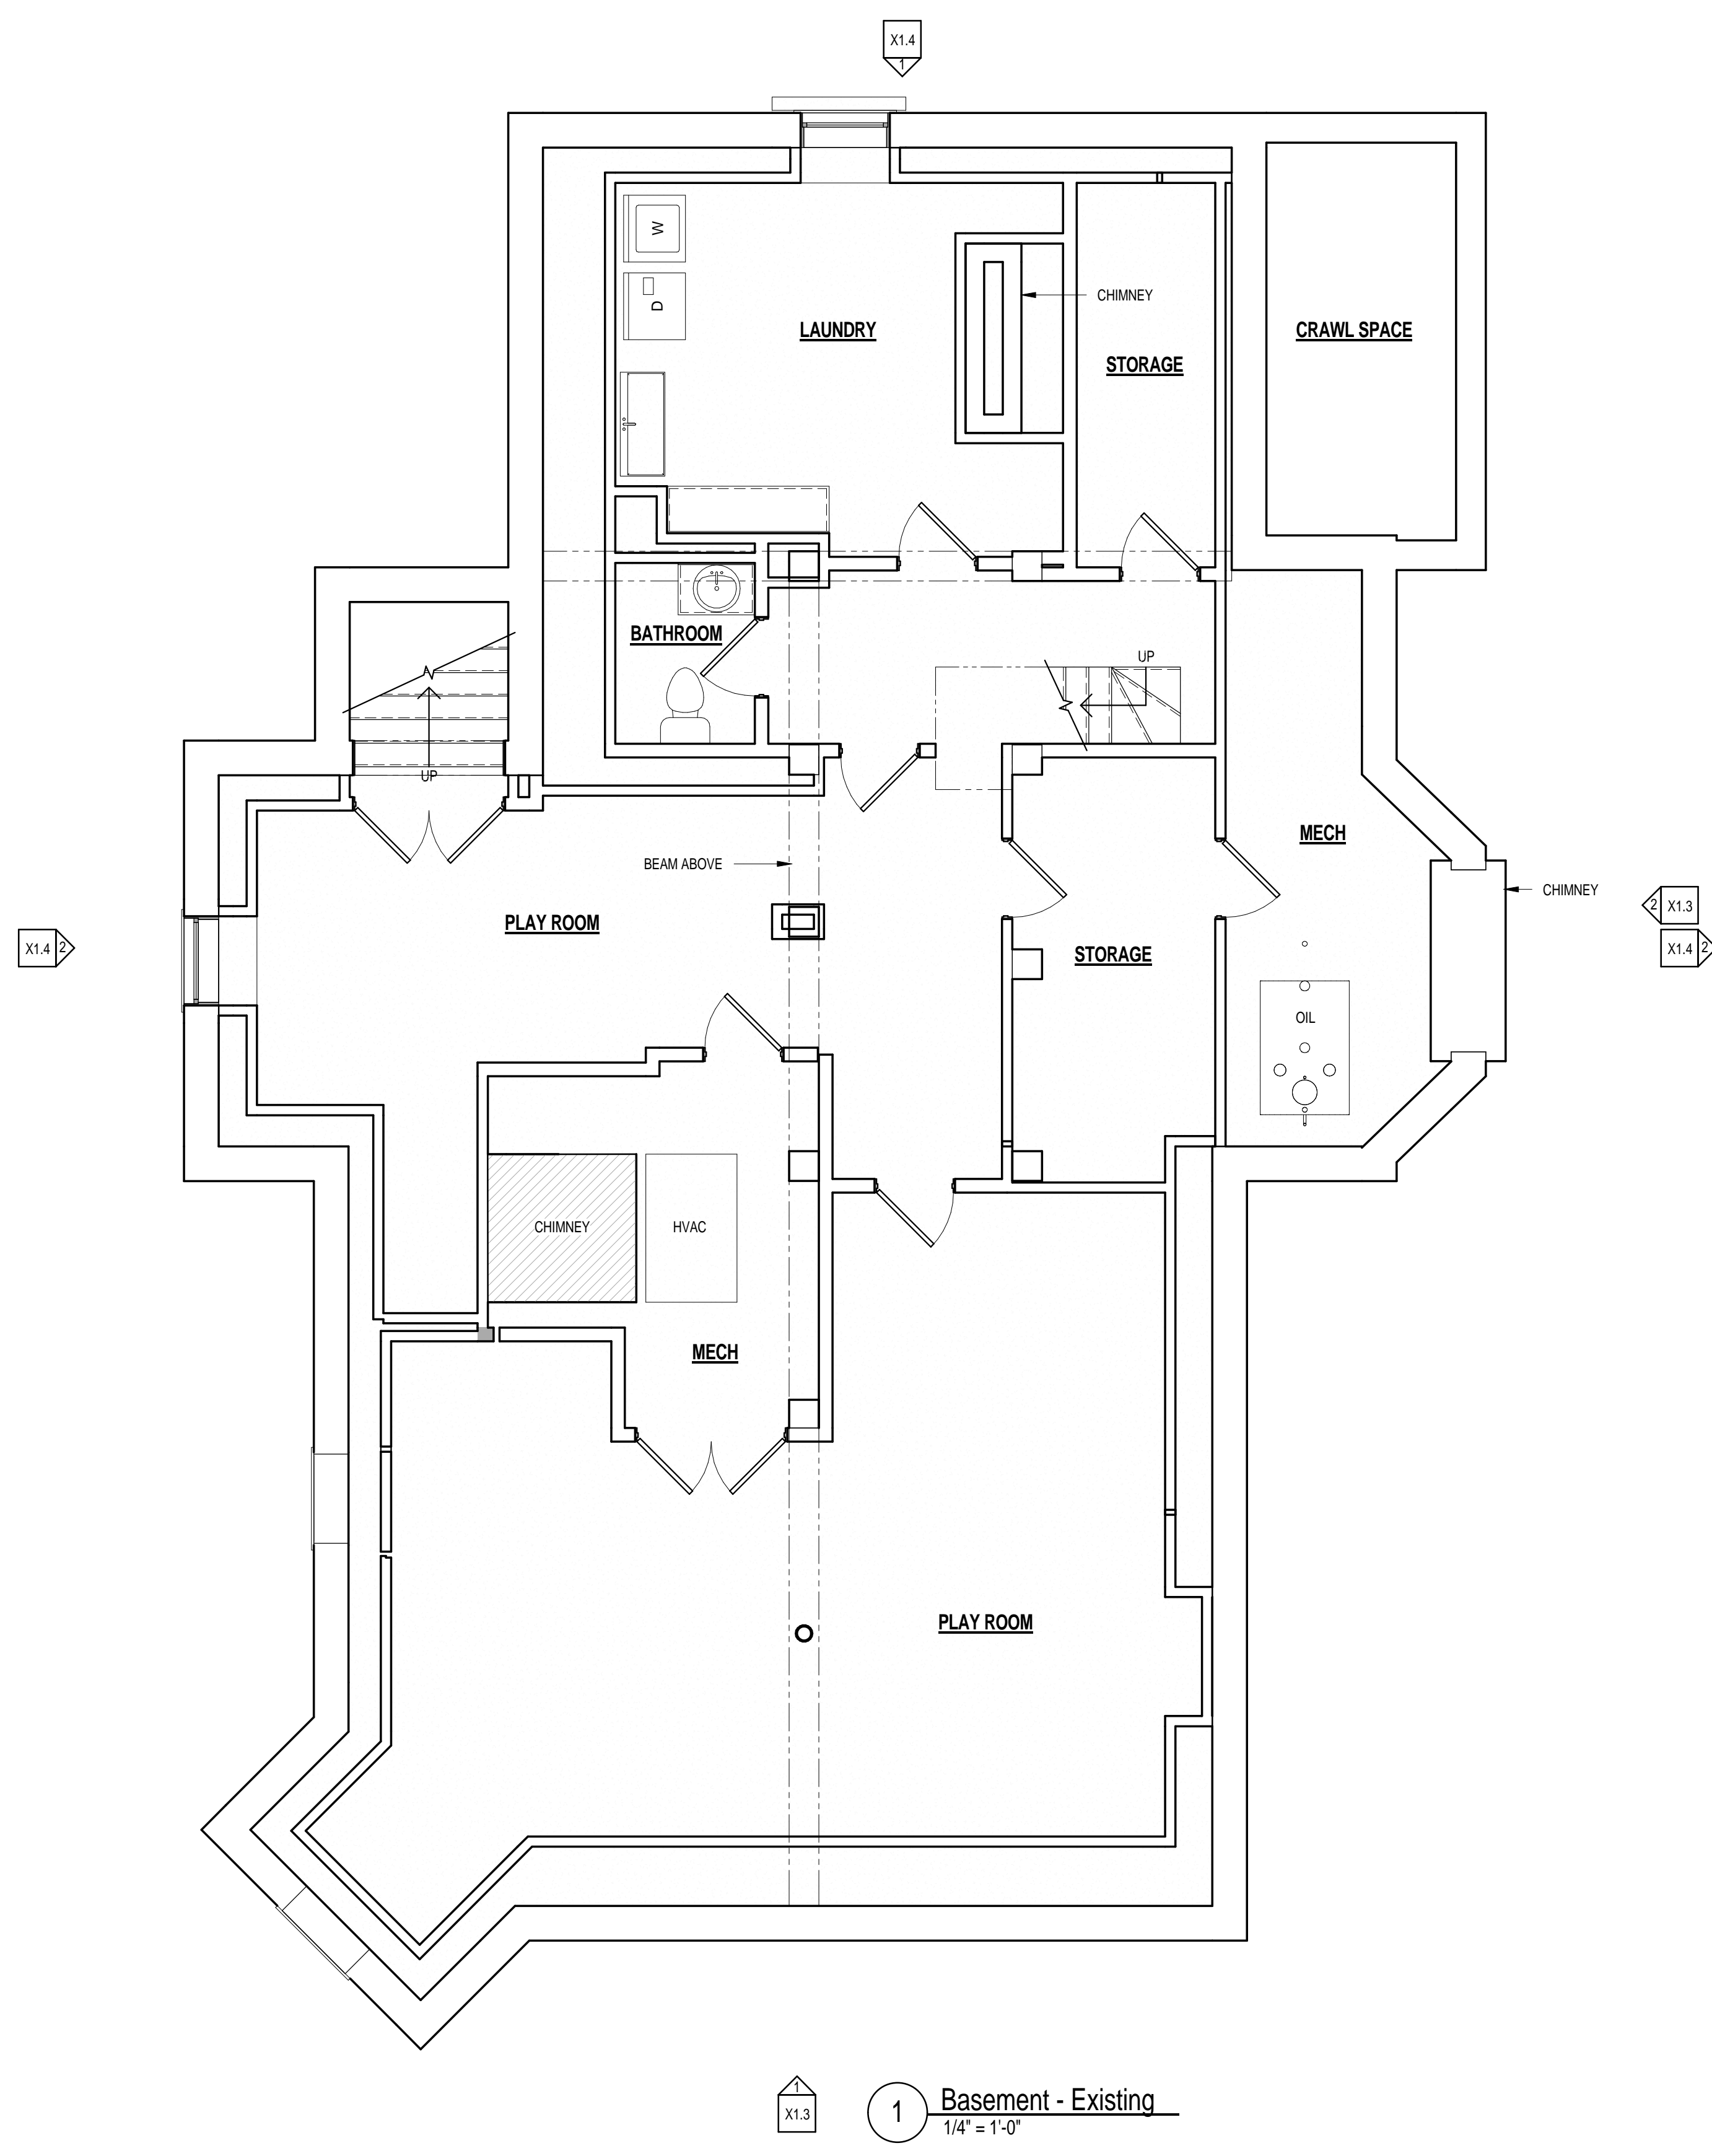 X1.4
1
W
D
CHIMNEY
LAUNDRY
CRAWL SPACE
STORAGE
BATHROOM
UP
UP
MECH
BEAM ABOVE
CHIMNEY
PLAY ROOM
2 X1.3
X1.4 2
X1.4 2
STORAGE
OIL
CHIMNEY
HVAC
MECH
PLAY ROOM
1
X1.3
1
Basement - Existing
1/4" = 1'-0"